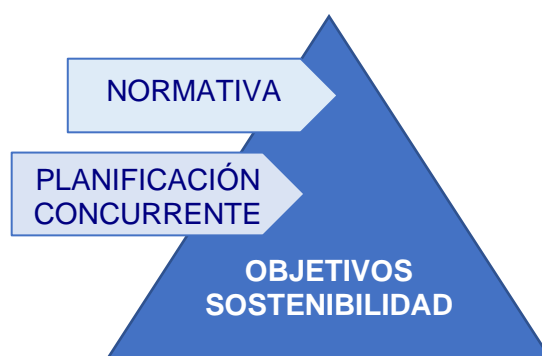 NORMATIVA
PLANIFICACIÓN
CONCURRENTE
OBJETIVOS
SOSTENIBILIDAD